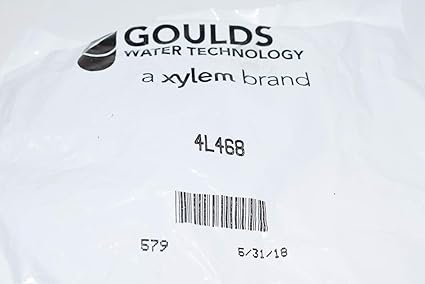 GOULDS
WATER TECHNOLOGY
a xylem brand
4L468
579 5/31/18